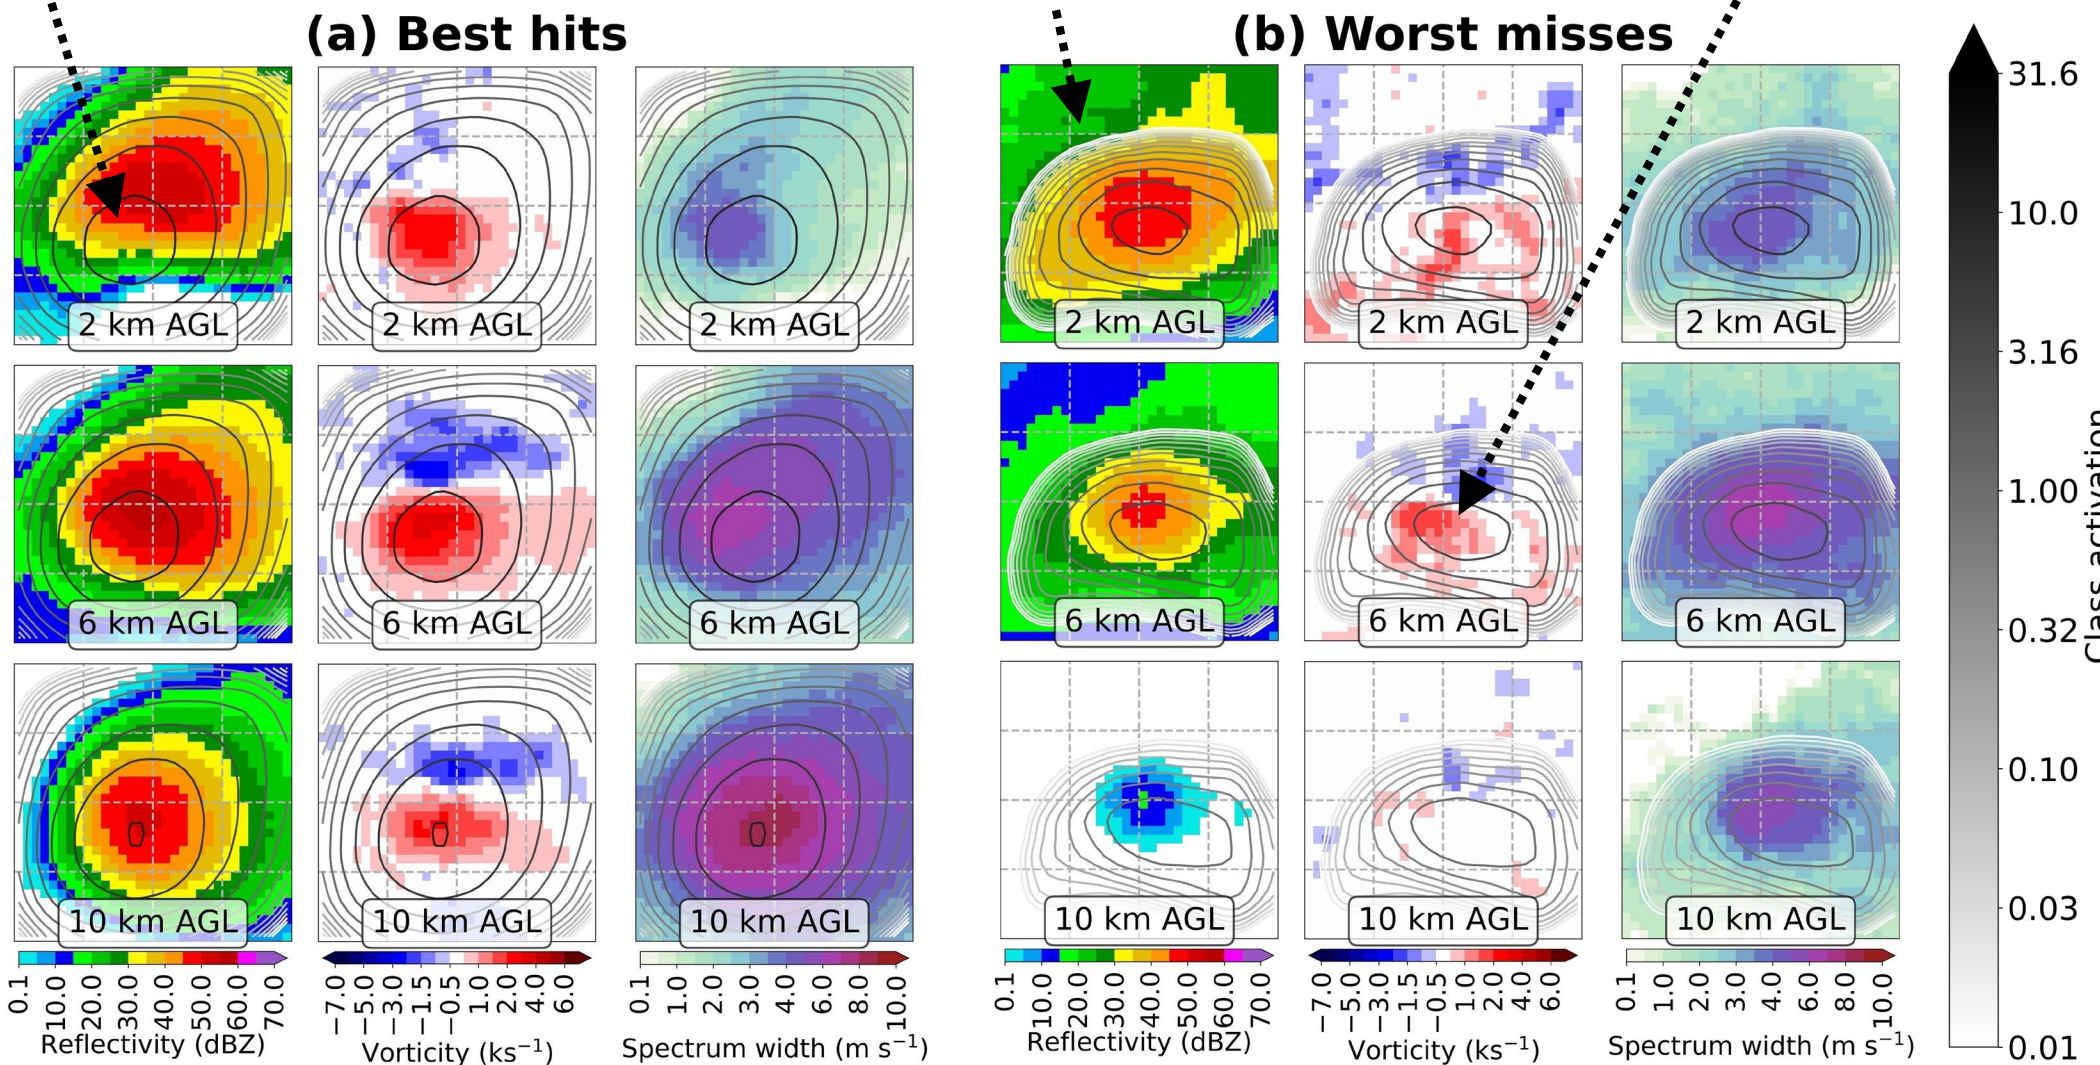 (a) Best hits
(b) Worst misses
2 km AGL
2 km AGL
2 km AGL
2 km AGL
2 km AGL
2 km AGL
6 km AGL
6 km AGL
6 km AGL
6 km AGL
6 km AGL
6 km AGL
10 km AGL
10 km AGL
10 km AGL
10 km AGL
10 km AGL
10 km AGL
0.1 10.0 20.0 30.0 40.0 50.0 60.0 70.0
Reflectivity (dBZ)
−7.0 −5.0 −3.0 −1.5 −0.5 1.0 2.0 4.0 6.0
Vorticity (ks⁻¹)
0.1 1.0 2.0 3.0 4.0 6.0 8.0 10.0
Spectrum width (m s⁻¹)
0.1 10.0 20.0 30.0 40.0 50.0 60.0 70.0
Reflectivity (dBZ)
−7.0 −5.0 −3.0 −1.5 −0.5 1.0 2.0 4.0 6.0
Vorticity (ks⁻¹)
0.1 1.0 2.0 3.0 4.0 6.0 8.0 10.0
Spectrum width (m s⁻¹)
31.6
10.0
3.16
1.00
0.32
0.10
0.03
0.01
Class activation